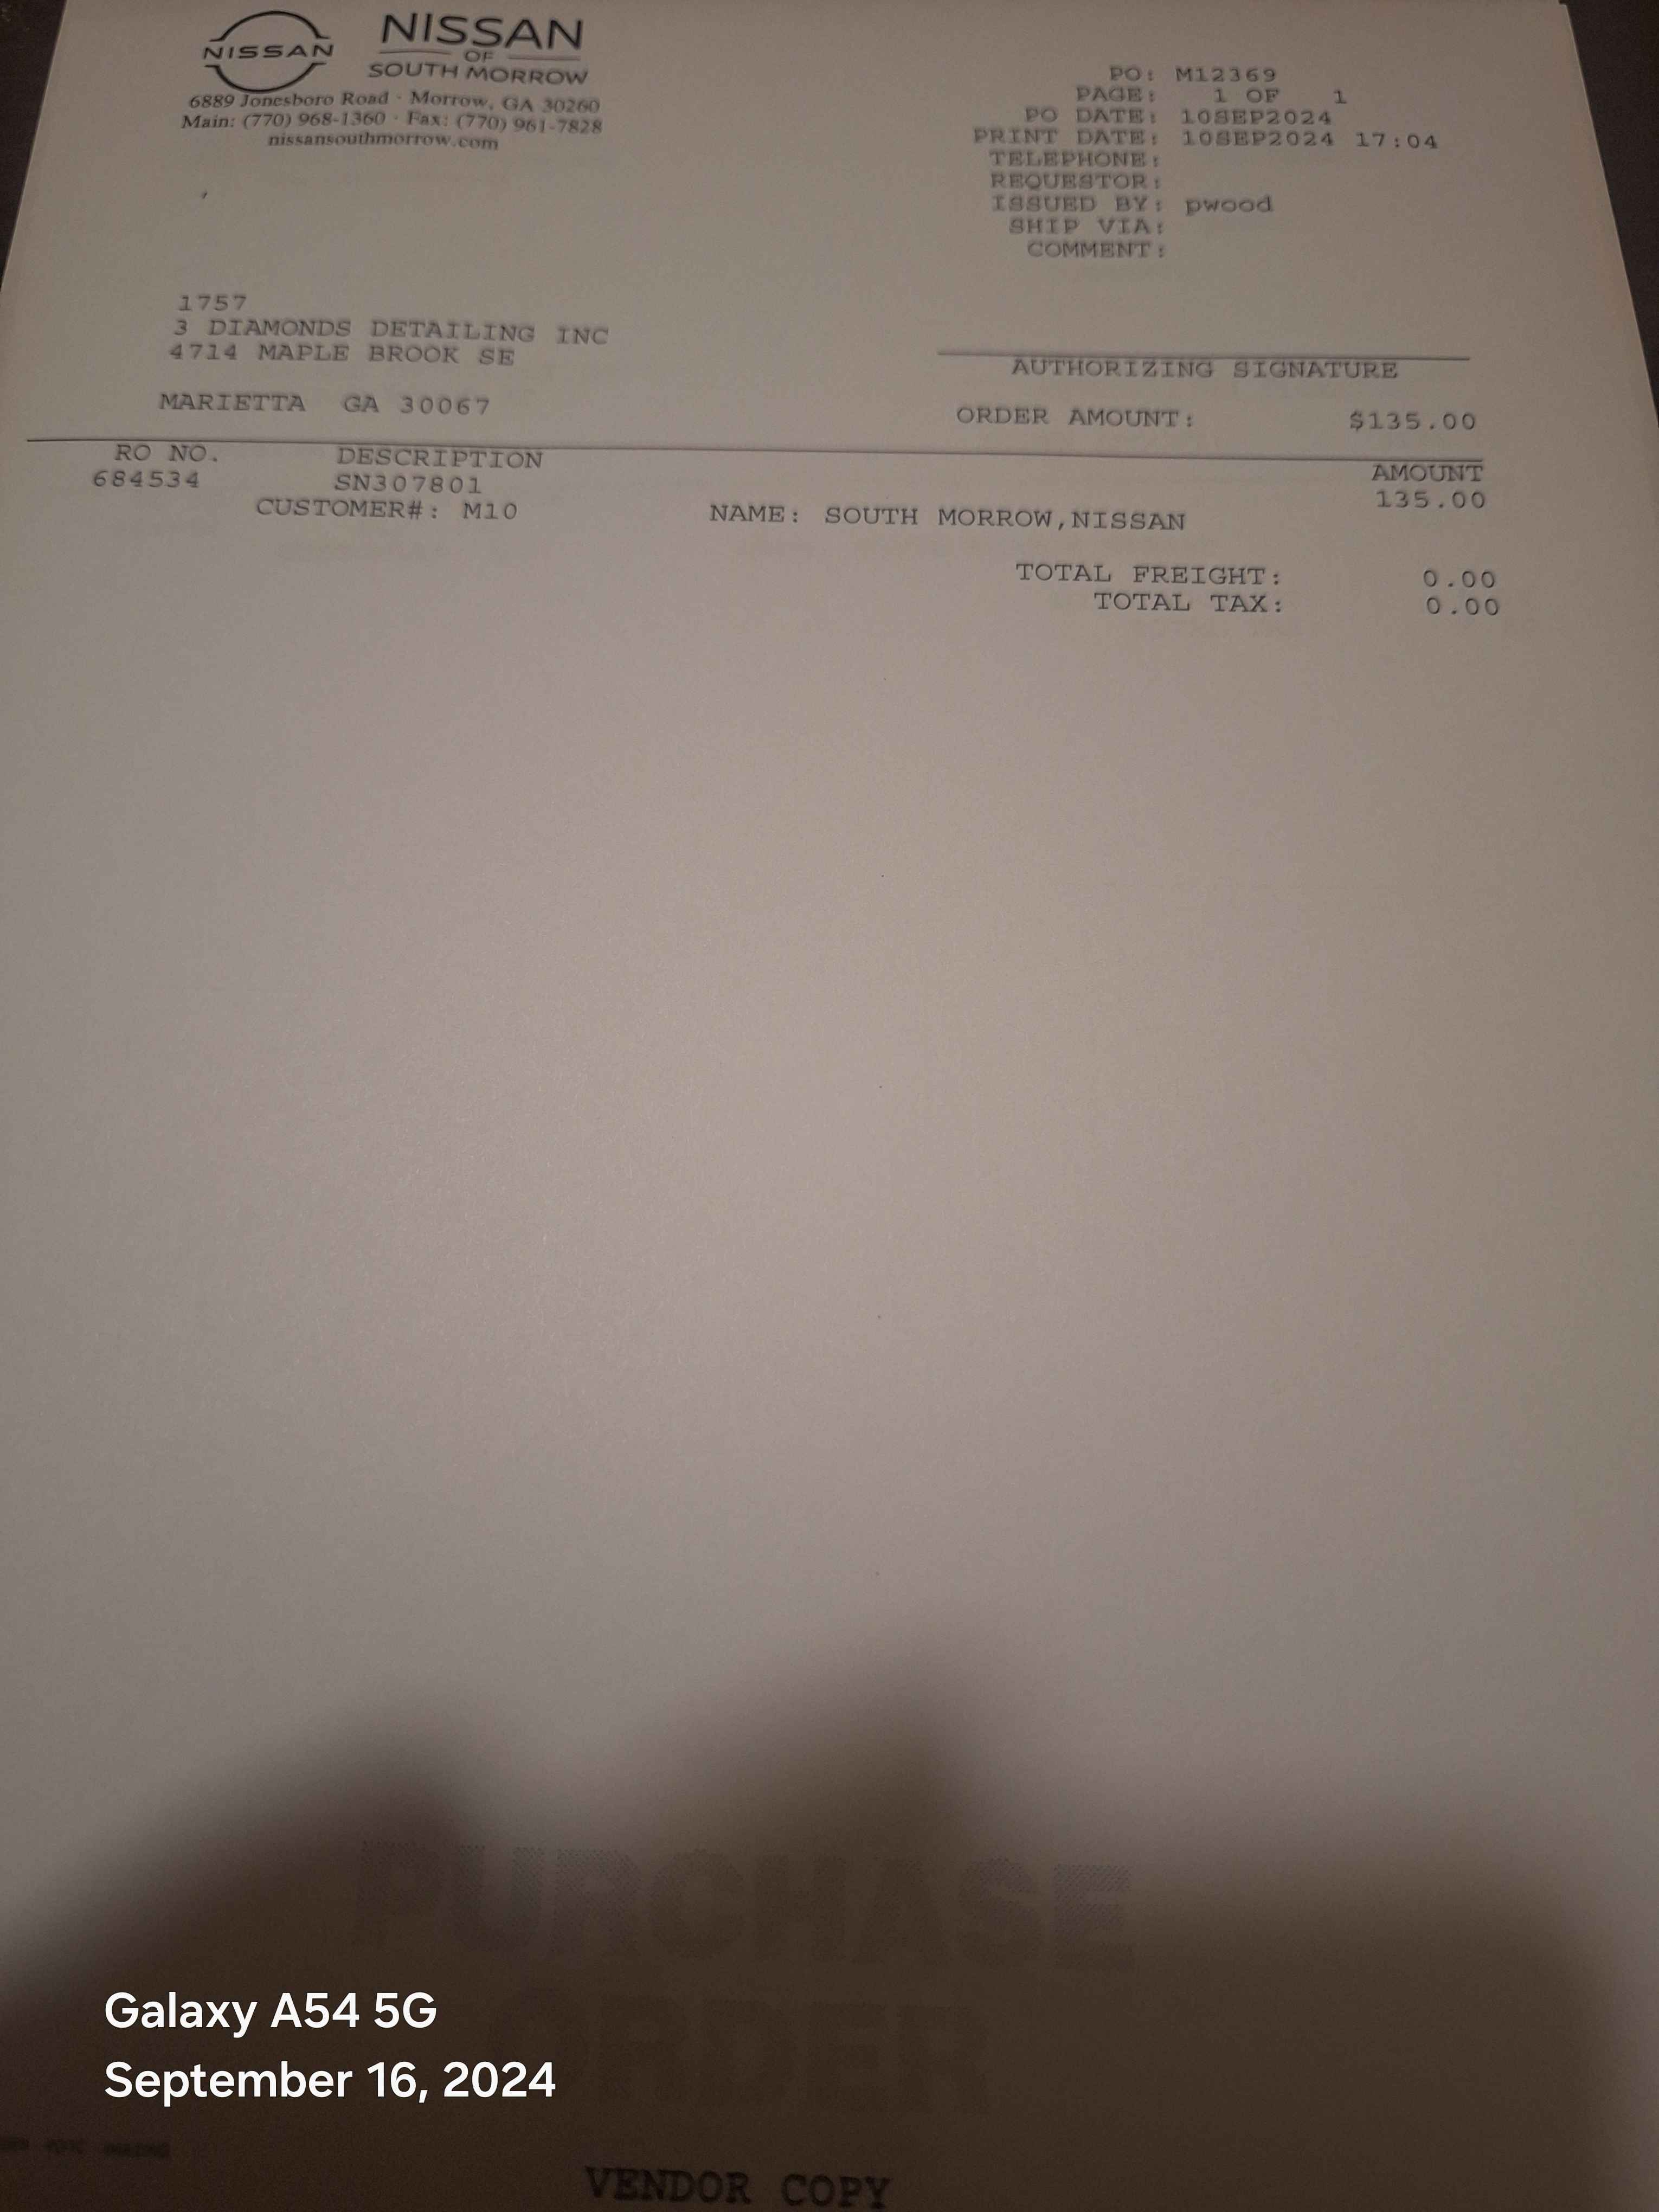 NISSAN
NISSAN
OF
SOUTH MORROW
6889 Jonesboro Road · Morrow, GA 30260
Main: (770) 968-1360 · Fax: (770) 961-7828
nissansouthmorrow.com
PO: M12369
PAGE: 1 OF 1
PO DATE: 10SEP2024
PRINT DATE: 10SEP2024 17:04
TELEPHONE:
REQUESTOR:
ISSUED BY: pwood
SHIP VIA:
COMMENT:
1757
3 DIAMONDS DETAILING INC
4714 MAPLE BROOK SE
MARIETTA GA 30067
AUTHORIZING SIGNATURE
ORDER AMOUNT: $135.00
RO NO. DESCRIPTION AMOUNT
684534 SN307801 135.00
CUSTOMER#: M10 NAME: SOUTH MORROW,NISSAN
TOTAL FREIGHT: 0.00
TOTAL TAX: 0.00
PURCHASE
ORDER
Galaxy A54 5G
September 16, 2024
VENDOR COPY